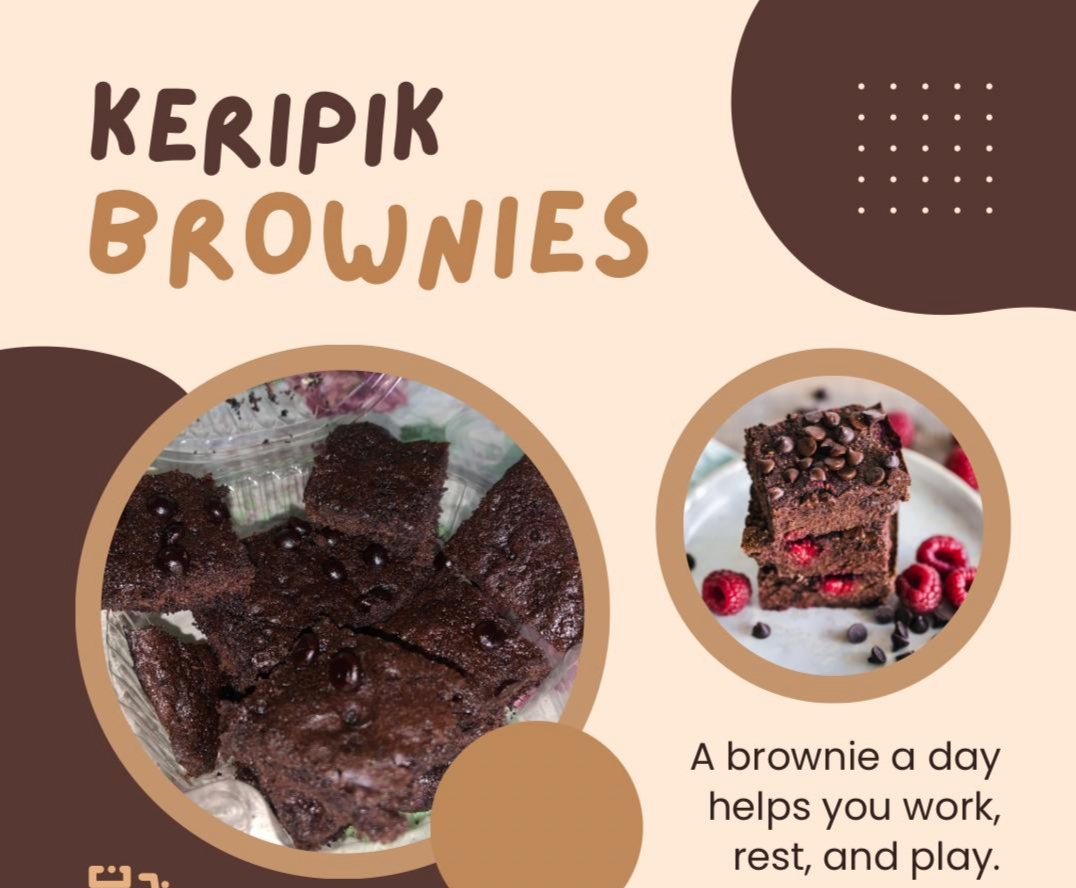 KERIPIK
BROWNIES
A brownie a day
helps you work,
rest, and play.